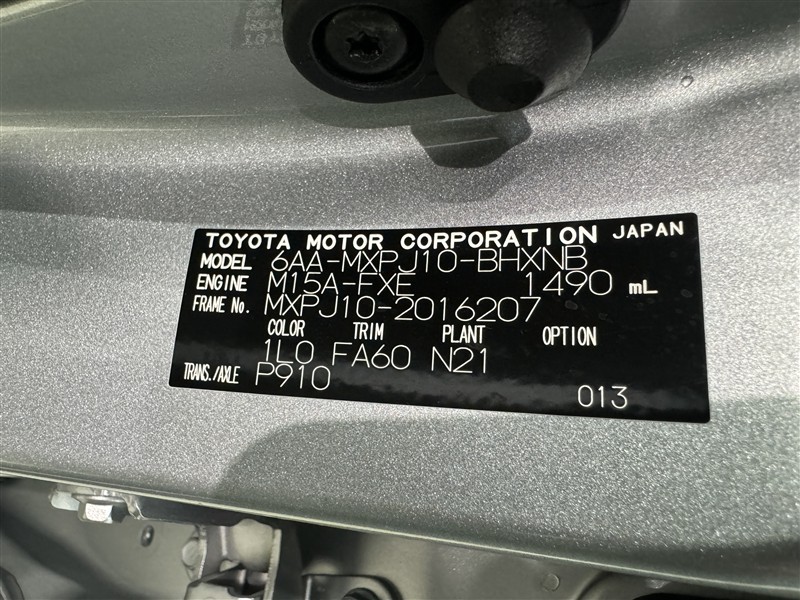 TOYOTA MOTOR CORPORATION JAPAN
MODEL 6AA-MXPJ10-BHXNB
ENGINE M15A-FXE 1490 mL
FRAME No. MXPJ10-2016207
COLOR TRIM PLANT OPTION
1L0 FA60 N21
TRANS./AXLE P910
013